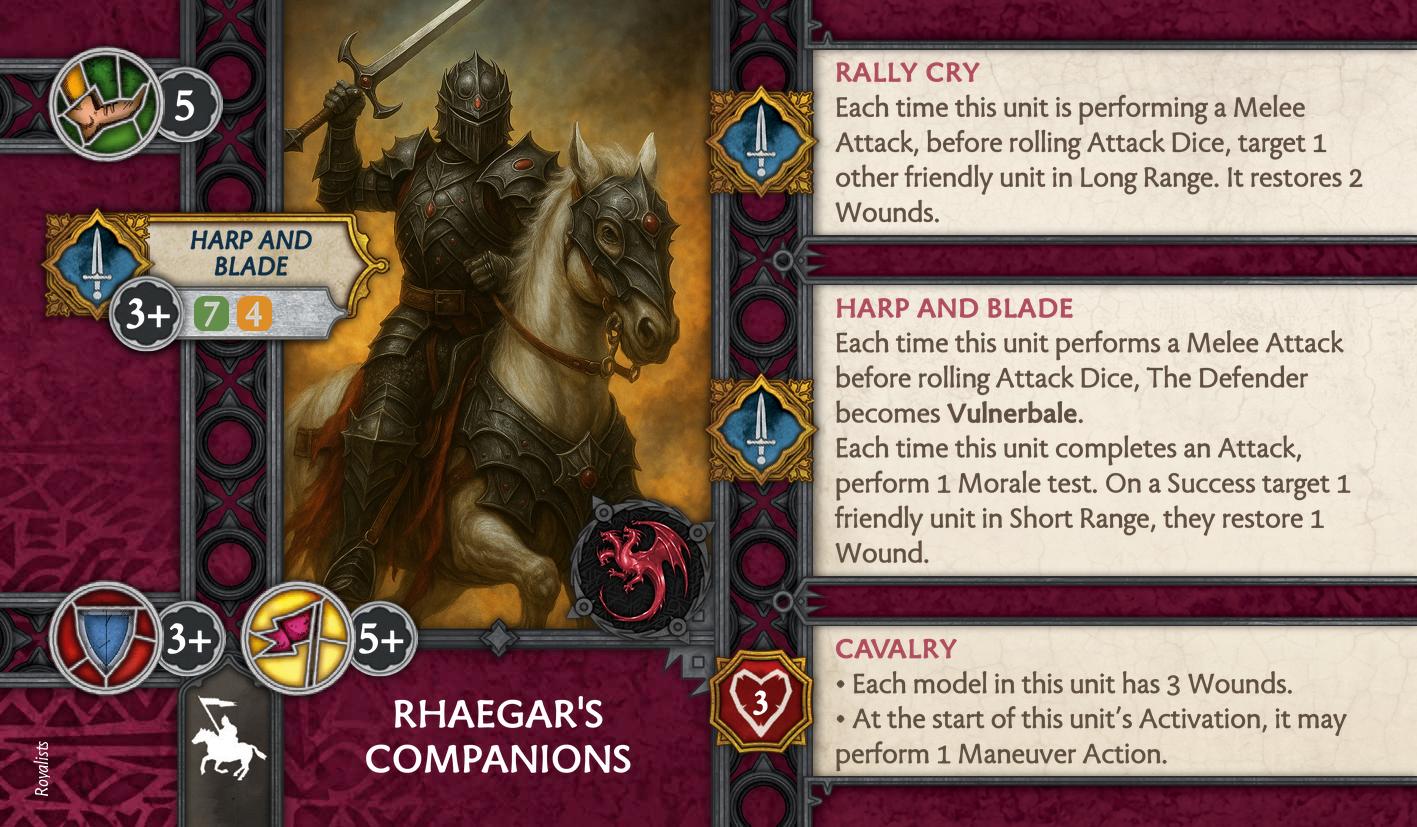 5
HARP AND
BLADE
3+ 7 4
3+ 5+
RHAEGAR'S
COMPANIONS
Royalists
RALLY CRY
Each time this unit is performing a Melee
Attack, before rolling Attack Dice, target 1
other friendly unit in Long Range. It restores 2
Wounds.
HARP AND BLADE
Each time this unit performs a Melee Attack
before rolling Attack Dice, The Defender
becomes Vulnerbale.
Each time this unit completes an Attack,
perform 1 Morale test. On a Success target 1
friendly unit in Short Range, they restore 1
Wound.
3
CAVALRY
• Each model in this unit has 3 Wounds.
• At the start of this unit's Activation, it may
perform 1 Maneuver Action.